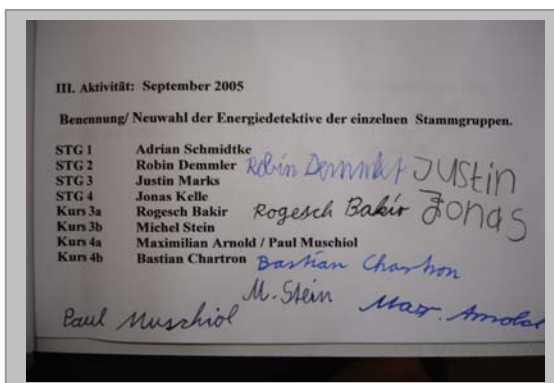 III. Aktivität: September 2005
Benennung/ Neuwahl der Energiedetektive der einzelnen Stammgruppen.
STG 1 Adrian Schmidtke
STG 2 Robin Demmler Robin Demmler Justin
STG 3 Justin Marks
STG 4 Jonas Kelle Jonas
Kurs 3a Rogesch Bakir Rogesch Bakir
Kurs 3b Michel Stein
Kurs 4a Maximilian Arnold / Paul Muschiol
Kurs 4b Bastian Chartron Bastian Chartron
M. Stein
Paul Muschiol Max. Arnold